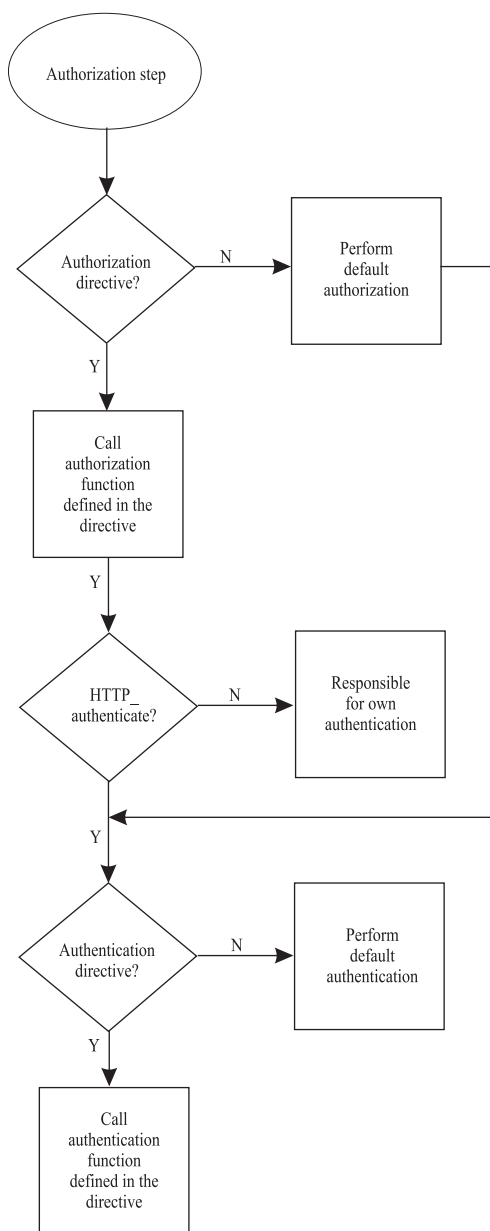 Authorization step
Authorization
directive?
N
Perform
default
authorization
Y
Call
authorization
function
defined in the
directive
Y
HTTP_
authenticate?
N
Responsible
for own
authentication
Y
Authentication
directive?
N
Perform
default
authentication
Y
Call
authentication
function
defined in the
directive